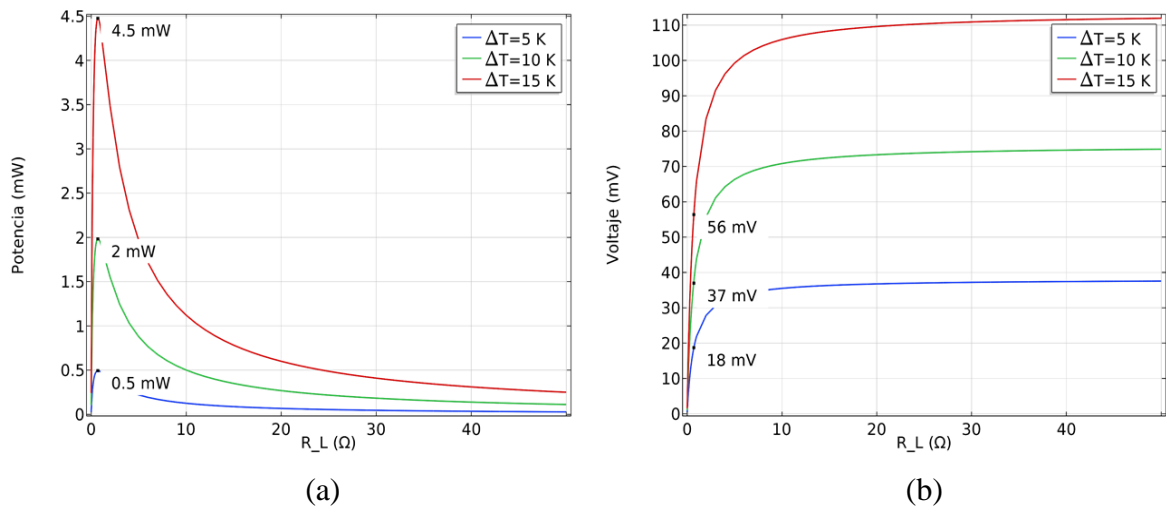 4.5
4
3.5
3
2.5
2
1.5
1
0.5
0
Potencia (mW)
4.5 mW
2 mW
0.5 mW
ΔT=5 K
ΔT=10 K
ΔT=15 K
0 10 20 30 40
R_L (Ω)
(a)
110
100
90
80
70
60
50
40
30
20
10
0
Voltaje (mV)
ΔT=5 K
ΔT=10 K
ΔT=15 K
56 mV
37 mV
18 mV
0 10 20 30 40
R_L (Ω)
(b)